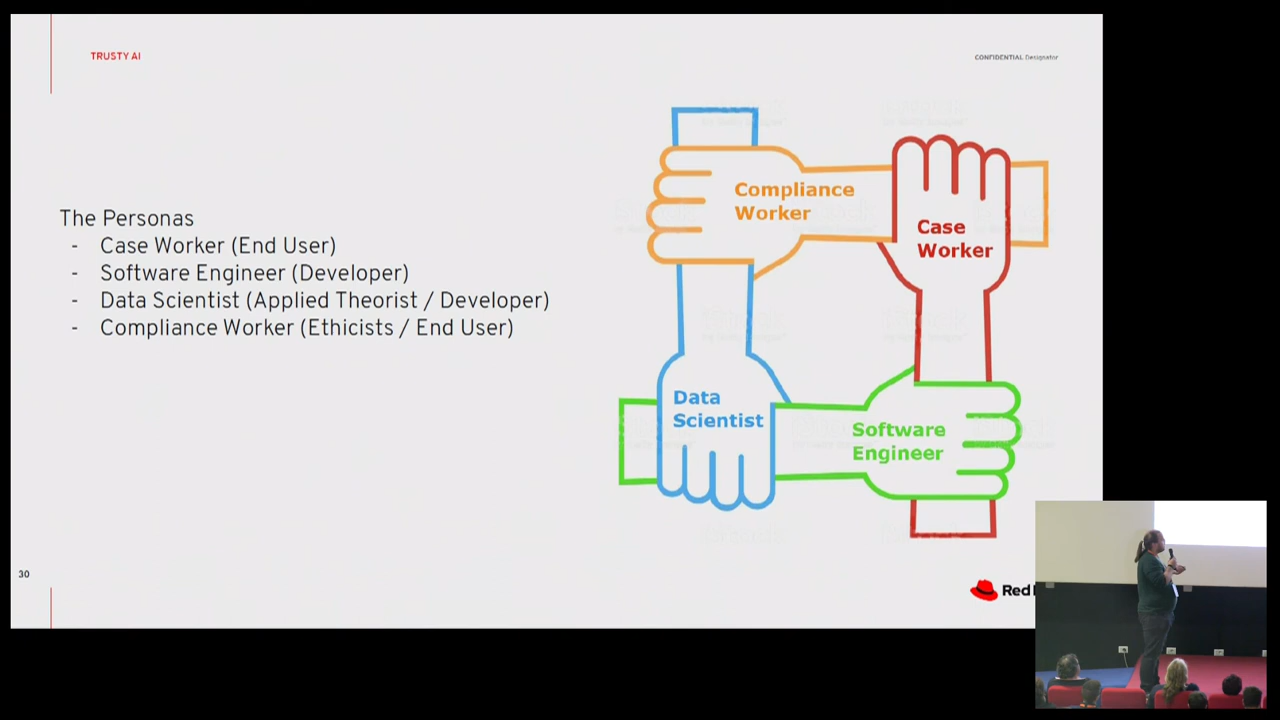 TRUSTY AI
CONFIDENTIAL Designator
The Personas
- Case Worker (End User)
- Software Engineer (Developer)
- Data Scientist (Applied Theorist / Developer)
- Compliance Worker (Ethicists / End User)
Compliance
Worker
Case
Worker
Data
Scientist
Software
Engineer
30
Red